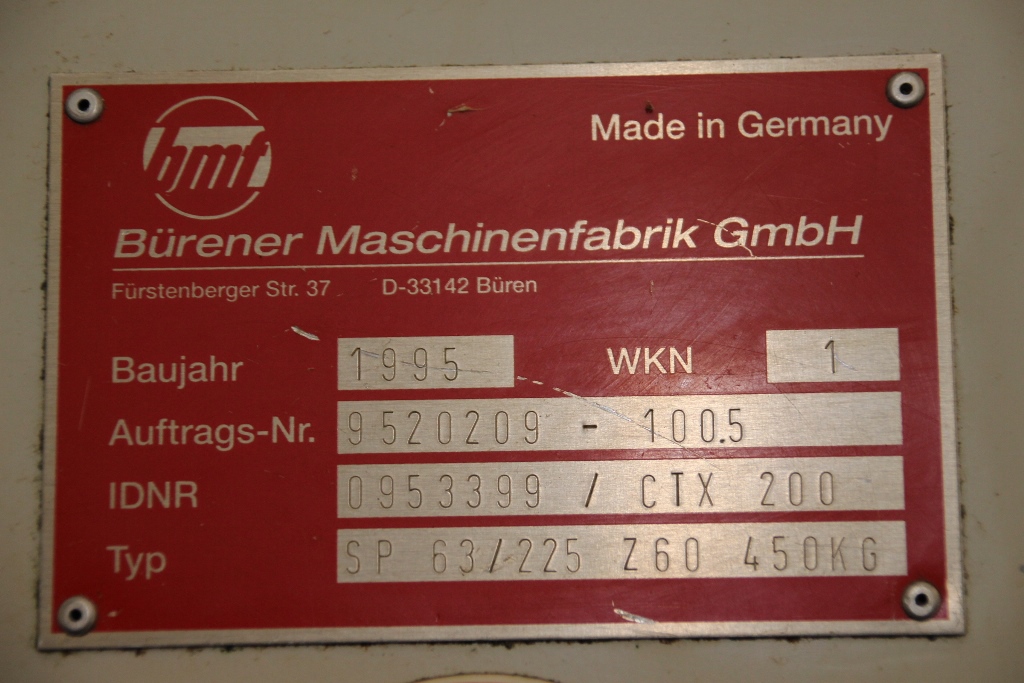 bmf
Made in Germany
Bürener Maschinenfabrik GmbH
Fürstenberger Str. 37 D-33142 Büren
Baujahr 1995 WKN 1
Auftrags-Nr. 9520209 - 100.5
IDNR 0953399 / CTX 200
Typ SP 63/225 Z60 450KG